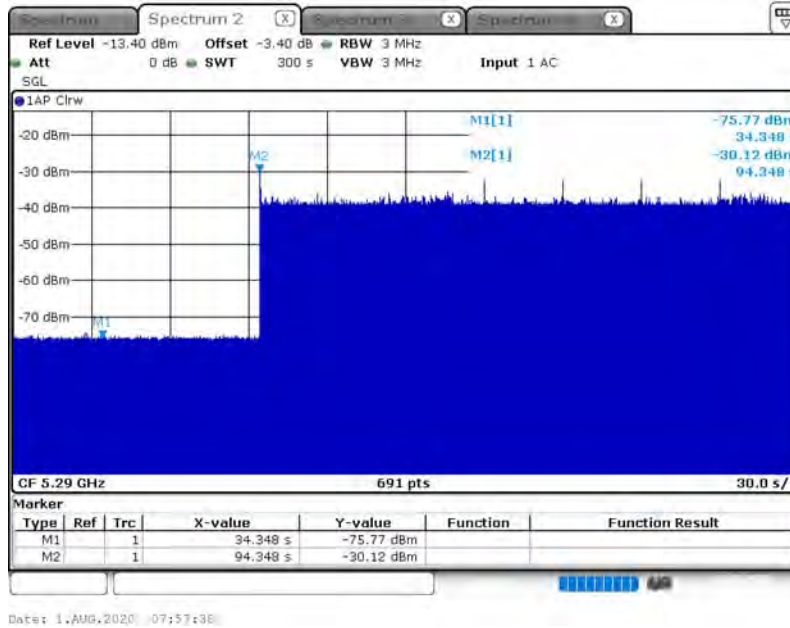 Spectrum 2 X X X
Ref Level -13.40 dBm Offset -3.40 dB RBW 3 MHz
Att 0 dB SWT 300 s VBW 3 MHz Input 1 AC
SGL
1AP Clrw
M1[1] -75.77 dBm
34.348
-20 dBm
M2 M2[1] -30.12 dBm
94.348 s
-30 dBm
-40 dBm
-50 dBm
-60 dBm
-70 dBm
M1
CF 5.29 GHz 691 pts 30.0 s/
Marker
Type Ref Trc X-value Y-value Function Function Result
M1 1 34.348 s -75.77 dBm
M2 1 94.348 s -30.12 dBm
Date: 1.AUG.2020 07:57:38